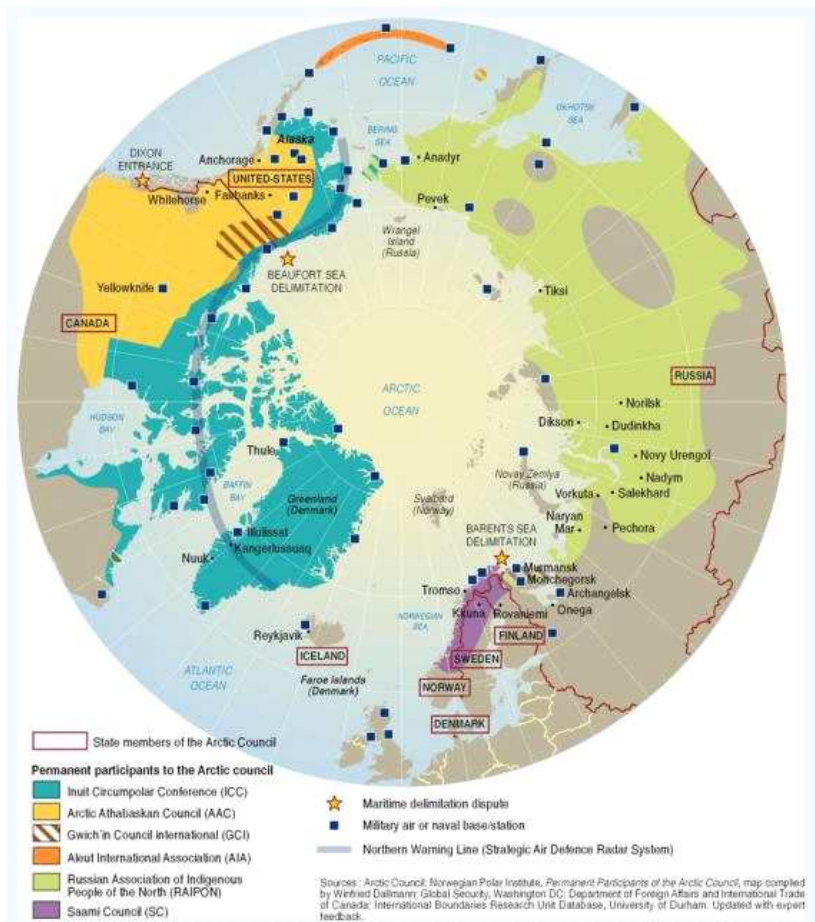 PACIFIC
OCEAN
OKHOTSK
SEA
BERING
SEA
Alaska
DIXON
ENTRANCE
Anchorage
Anadyr
UNITED-STATES
Whitehorse
Fairbanks
Pevek
Wrangel
Island
(Russia)
BEAUFORT SEA
DELIMITATION
Yellowknife
Tiksi
CANADA
RUSSIA
ARCTIC
OCEAN
Norilsk
HUDSON
BAY
Dikson
Dudinkha
Thule
Novy Urengol
Novay Zemlya
(Russia)
Nadym
BAFFIN
BAY
Greenland
(Denmark)
Svalbard
(Norway)
Vorkuta
Salekhard
Naryan
Mar
Pechora
BARENTS SEA
DELIMITATION
Illulissat
Kangerlussuaq
Nuuk
Murmansk
Monchegorsk
Tromso
Archangelsk
Kiruna
Rovaniemi
Onega
NORWEGIAN
SEA
Reykjavik
FINLAND
ICELAND
SWEDEN
ATLANTIC
OCEAN
Faroe Islands
(Denmark)
NORWAY
DENMARK
State members of the Arctic Council
Permanent participants to the Arctic council
Inuit Circumpolar Conference (ICC)
Arctic Athabaskan Council (AAC)
Gwich'in Council international (GCI)
Aleut International Association (AIA)
Russian Association of Indigenous
People of the North (RAIPON)
Saami Council (SC)
Maritime delimitation dispute
Military air or naval base/station
Northern Warning Line (Strategic Air Defence Radar System)
Sources : Arctic Council; Norwegian Polar Institute, Permanent Participants of the Arctic Council, map compiled
by Winfried Dallmann; Global Security, Washington DC; Department of Foreign Affairs and International Trade
of Canada; International Boundaries Research Unit Database, University of Durham. Updated with expert
feedback.